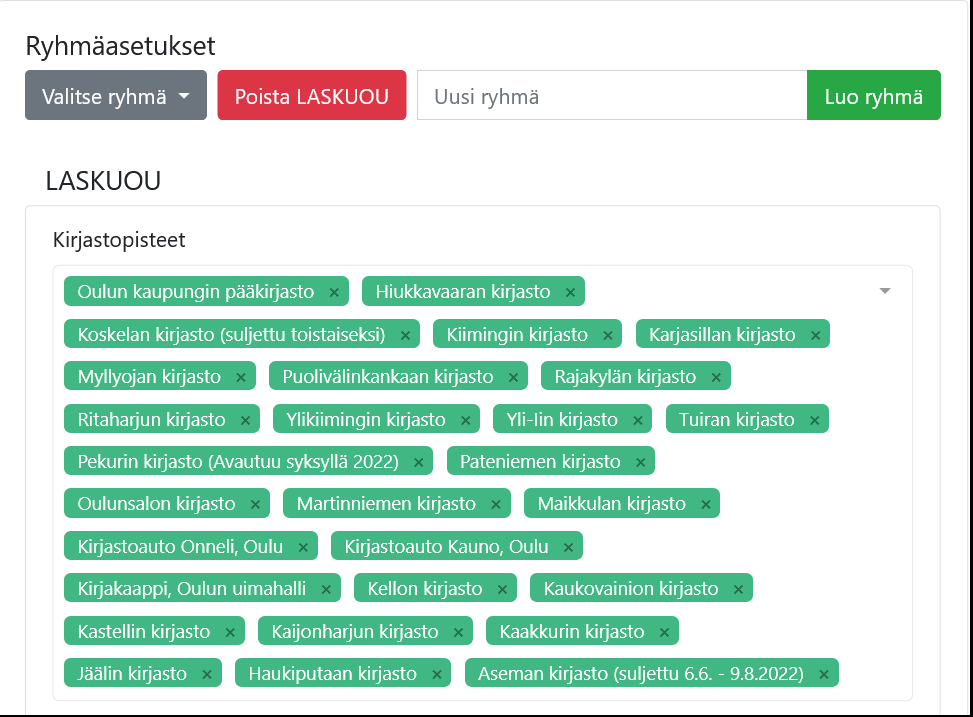 Ryhmäasetukset
Valitse ryhmä Poista LASKUOU Uusi ryhmä Luo ryhmä
LASKUOU
Kirjastopisteet
Oulun kaupungin pääkirjasto × Hiukkavaaran kirjasto ×
Koskelan kirjasto (suljettu toistaiseksi) × Kiimingin kirjasto × Karjasillan kirjasto ×
Myllyojan kirjasto × Puolivälinkankaan kirjasto × Rajakylän kirjasto ×
Ritaharjun kirjasto × Ylikiimingin kirjasto × Yli-Iin kirjasto × Tuiran kirjasto ×
Pekurin kirjasto (Avautuu syksyllä 2022) × Pateniemen kirjasto ×
Oulunsalon kirjasto × Martinniemen kirjasto × Maikkulan kirjasto ×
Kirjastoauto Onneli, Oulu × Kirjastoauto Kauno, Oulu ×
Kirjakaappi, Oulun uimahalli × Kellon kirjasto × Kaukovainion kirjasto ×
Kastellin kirjasto × Kaijonharjun kirjasto × Kaakkurin kirjasto ×
Jäälin kirjasto × Haukiputaan kirjasto × Aseman kirjasto (suljettu 6.6. - 9.8.2022) ×